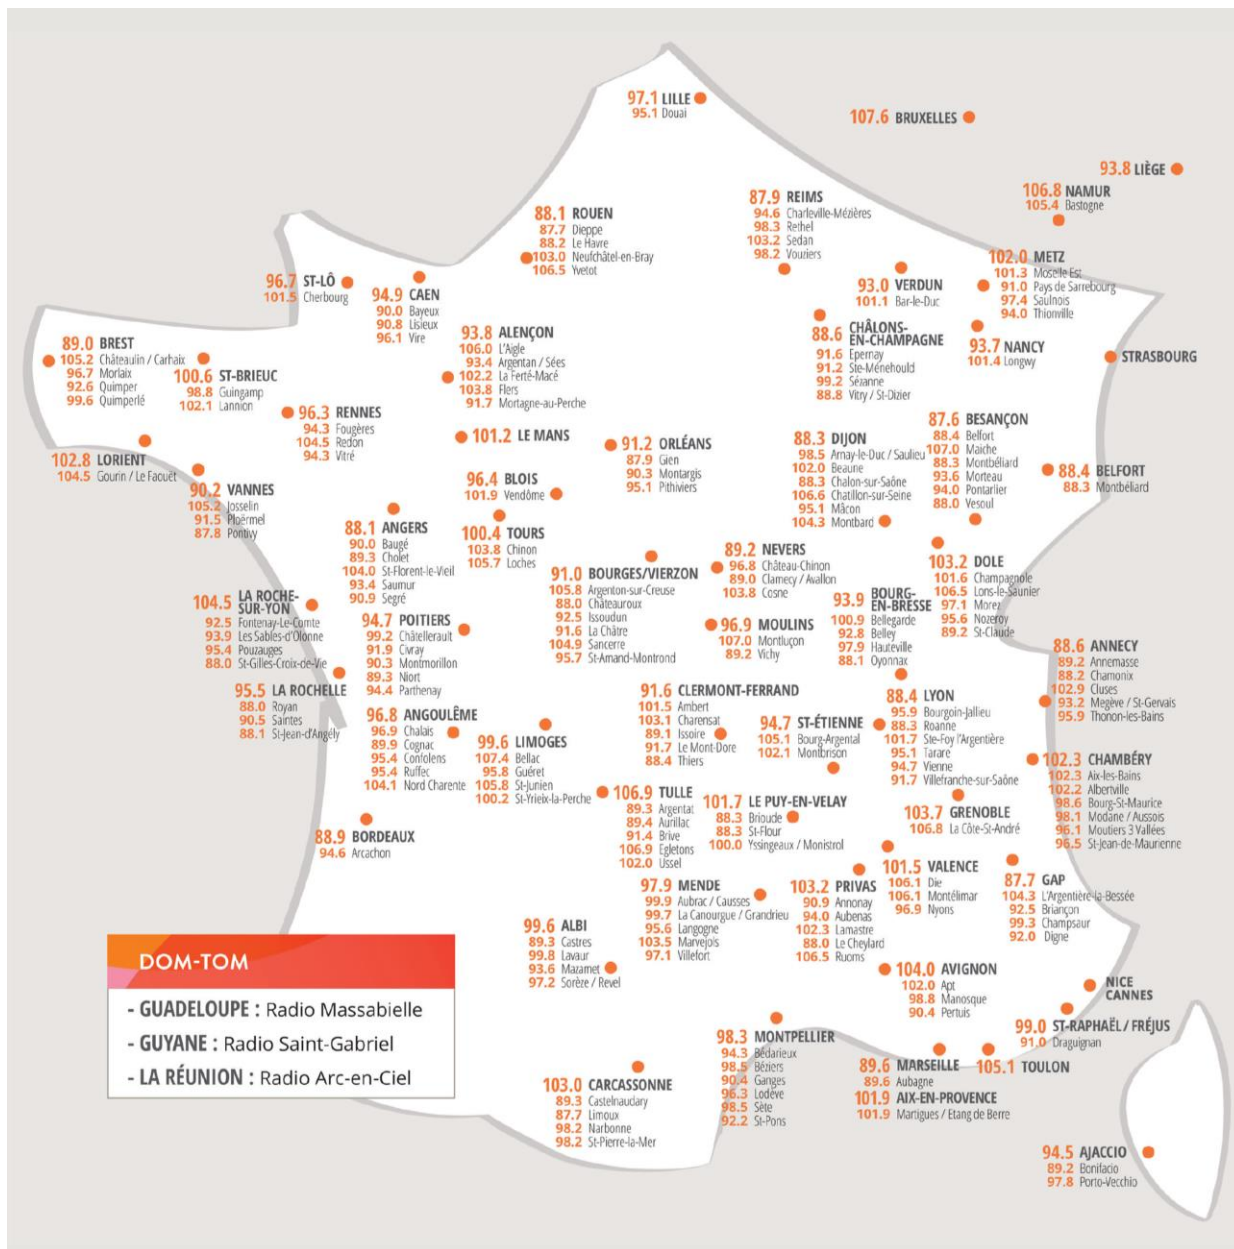 97.1 LILLE
95.1 Douai
107.6 BRUXELLES
93.8 LIÈGE
106.8 NAMUR
105.4 Bastogne
87.9 REIMS
94.6 Charleville-Mézières
98.3 Rethel
103.2 Sedan
98.2 Vouziers
88.1 ROUEN
87.7 Dieppe
88.2 Le Havre
103.0 Neufchâtel-en-Bray
106.5 Yvetot
102.0 METZ
101.3 Moselle Est
91.0 Pays de Sarrebourg
97.4 Saulnois
94.0 Thionville
96.7 ST-LÔ
101.5 Cherbourg
94.9 CAEN
90.0 Bayeux
90.8 Lisieux
96.1 Vire
93.0 VERDUN
101.1 Bar-le-Duc
88.6 CHÂLONS-
EN-CHAMPAGNE
91.6 Epernay
91.2 Ste-Ménehould
99.2 Sézanne
88.8 Vitry / St-Dizier
93.7 NANCY
101.4 Longwy
STRASBOURG
89.0 BREST
105.2 Châteaulin / Carhaix
96.7 Morlaix
92.6 Quimper
99.6 Quimperlé
100.6 ST-BRIEUC
98.8 Guingamp
102.1 Lannion
93.8 ALENÇON
106.0 L'Aigle
93.4 Argentan / Sées
102.2 La Ferté-Macé
103.8 Flers
91.7 Mortagne-au-Perche
96.3 RENNES
94.3 Fougères
104.5 Redon
94.3 Vitré
101.2 LE MANS
91.2 ORLÉANS
87.9 Gien
90.3 Montargis
95.1 Pithiviers
88.3 DIJON
98.5 Arnay-le-Duc / Saulieu
102.0 Beaune
88.3 Chalon-sur-Saône
106.6 Chatillon-sur-Seine
95.1 Mâcon
104.3 Montbard
87.6 BESANÇON
88.4 Belfort
107.0 Maiche
88.3 Montbéliard
93.6 Morteau
94.0 Pontarlier
88.0 Vesoul
88.4 BELFORT
88.3 Montbéliard
102.8 LORIENT
104.5 Gourin / Le Faouët
90.2 VANNES
105.2 Josselin
91.5 Ploërmel
87.8 Pontivy
96.4 BLOIS
101.9 Vendôme
88.1 ANGERS
90.0 Baugé
89.3 Cholet
104.0 St-Florent-le-Vieil
93.4 Saumur
90.9 Segré
100.4 TOURS
103.8 Chinon
105.7 Loches
91.0 BOURGES/VIERZON
105.8 Argenton-sur-Creuse
88.0 Châteauroux
92.5 Issoudun
91.6 La Châtre
104.9 Sancerre
95.7 St-Amand-Montrond
89.2 NEVERS
96.8 Château-Chinon
89.0 Clamecy / Avallon
103.8 Cosne
103.2 DOLE
101.6 Champagnole
106.5 Lons-le-Saunier
97.1 Morez
95.6 Nozeroy
89.2 St-Claude
93.9 BOURG-
EN-BRESSE
100.9 Bellegarde
92.8 Belley
97.9 Hauteville
88.1 Oyonnax
104.5 LA ROCHE-
SUR-YON
92.5 Fontenay-Le-Comte
93.9 Les Sables-d'Olonne
95.4 Pouzauges
88.0 St-Gilles-Croix-de-Vie
94.7 POITIERS
99.2 Châtellerault
91.9 Civray
90.3 Montmorillon
89.3 Niort
94.4 Parthenay
96.9 MOULINS
107.0 Montluçon
89.2 Vichy
88.6 ANNECY
89.2 Annemasse
88.2 Chamonix
102.9 Cluses
93.2 Megève / St-Gervais
95.9 Thonon-les-Bains
95.5 LA ROCHELLE
88.0 Royan
90.5 Saintes
88.1 St-Jean-d'Angély
91.6 CLERMONT-FERRAND
101.5 Ambert
103.1 Charensat
89.1 Issoire
91.7 Le Mont-Dore
88.4 Thiers
88.4 LYON
95.9 Bourgoin-Jallieu
88.3 Roanne
101.7 Ste-Foy l'Argentière
95.1 Tarare
94.7 Vienne
91.7 Villefranche-sur-Saône
96.8 ANGOULÊME
96.9 Chalais
89.9 Cognac
95.4 Confolens
95.4 Ruffec
104.1 Nord Charente
99.6 LIMOGES
107.4 Bellac
95.8 Guéret
105.8 St-Junien
100.2 St-Yrieix-la-Perche
94.7 ST-ÉTIENNE
105.1 Bourg-Argental
102.1 Montbrison
102.3 CHAMBÉRY
102.3 Aix-les-Bains
102.2 Albertville
98.6 Bourg-St-Maurice
98.1 Modane / Aussois
96.1 Moutiers 3 Vallées
96.5 St-Jean-de-Maurienne
106.9 TULLE
89.3 Argentat
89.4 Aurillac
91.4 Brive
106.9 Egletons
102.0 Ussel
101.7 LE PUY-EN-VELAY
88.3 Brioude
88.3 St-Flour
100.0 Yssingeaux / Monistrol
103.7 GRENOBLE
106.8 La Côte-St-André
88.9 BORDEAUX
94.6 Arcachon
97.9 MENDE
99.9 Aubrac / Causses
99.7 La Canourgue / Grandrieu
95.6 Langogne
103.5 Marvejols
97.1 Villefort
103.2 PRIVAS
90.9 Annonay
94.0 Aubenas
102.3 Lamastre
88.0 Le Cheylard
106.5 Ruoms
101.5 VALENCE
106.1 Die
106.1 Montélimar
96.9 Nyons
87.7 GAP
104.3 L'Argentière-la-Bessée
92.5 Briançon
99.3 Champsaur
92.0 Digne
99.6 ALBI
89.3 Castres
99.8 Lavaur
93.6 Mazamet
97.2 Sorèze / Revel
104.0 AVIGNON
102.0 Apt
98.8 Manosque
90.4 Pertuis
NICE
CANNES
99.0 ST-RAPHAËL / FRÉJUS
91.0 Draguignan
DOM-TOM
- GUADELOUPE : Radio Massabielle
- GUYANE : Radio Saint-Gabriel
- LA RÉUNION : Radio Arc-en-Ciel
98.3 MONTPELLIER
94.3 Bédarieux
98.5 Béziers
90.4 Ganges
96.3 Lodève
98.5 Sète
92.2 St-Pons
89.6 MARSEILLE
89.6 Aubagne
101.9 AIX-EN-PROVENCE
101.9 Martigues / Etang de Berre
105.1 TOULON
103.0 CARCASSONNE
89.3 Castelnaudary
87.7 Limoux
98.2 Narbonne
98.2 St-Pierre-la-Mer
94.5 AJACCIO
89.2 Bonifacio
97.8 Porto-Vecchio